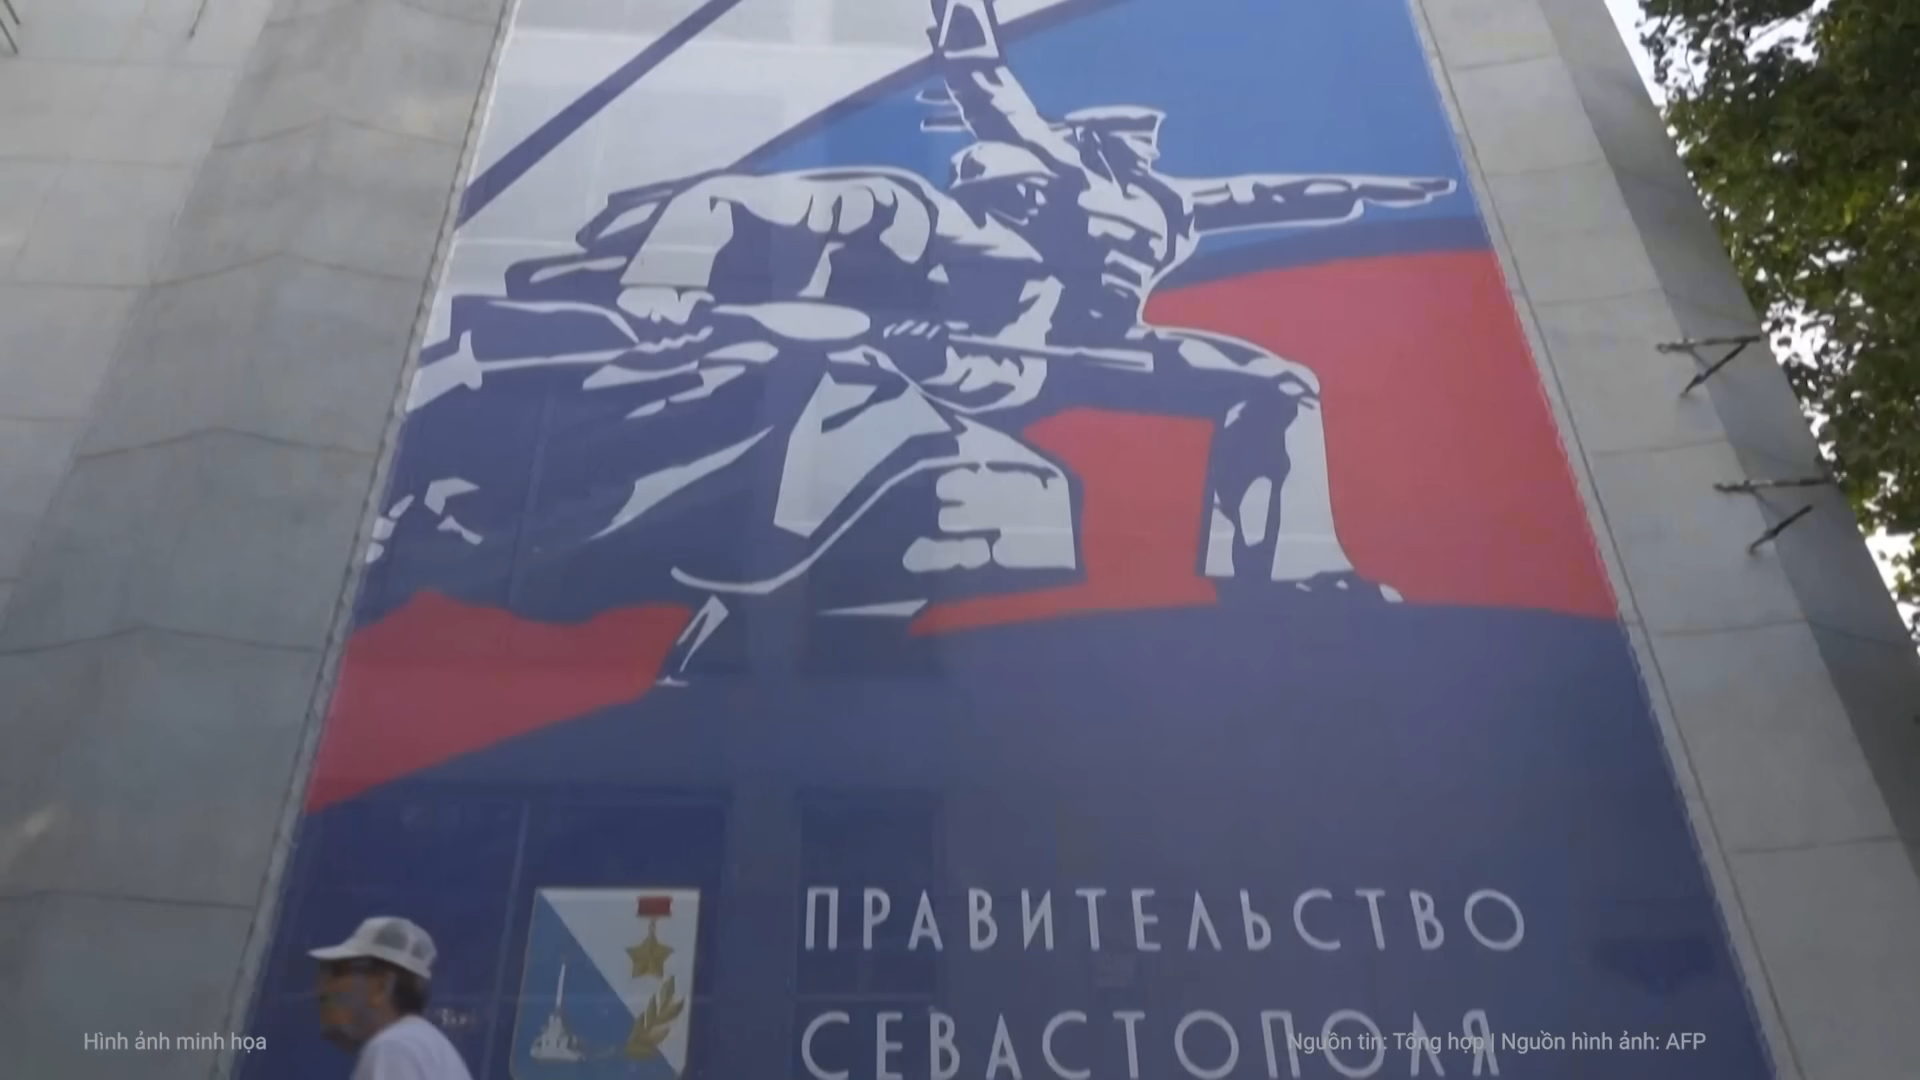 ПРАВИТЕЛЬСТВО
СЕВАСТОПОЛЯ
Hình ảnh minh họa
Nguồn tin: Tổng hợp | Nguồn hình ảnh: AFP